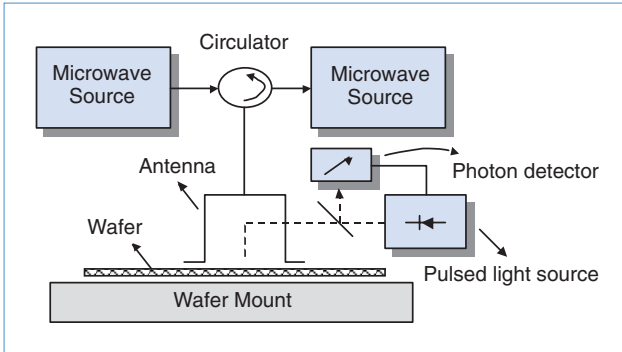 Circulator
Microwave
Source
Microwave
Source
Antenna
Photon detector
Wafer
Pulsed light source
Wafer Mount